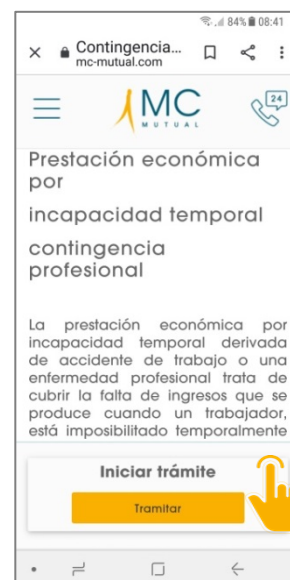 84% 08:41
Contingencia...
mc-mutual.com
MC
MUTUAL
24
Prestación económica
por
incapacidad temporal
contingencia
profesional
La prestación económica por
incapacidad temporal derivada
de accidente de trabajo o una
enfermedad profesional trata de
cubrir la falta de ingresos que se
produce cuando un trabajador,
está imposibilitado temporalmente
Iniciar trámite
Tramitar